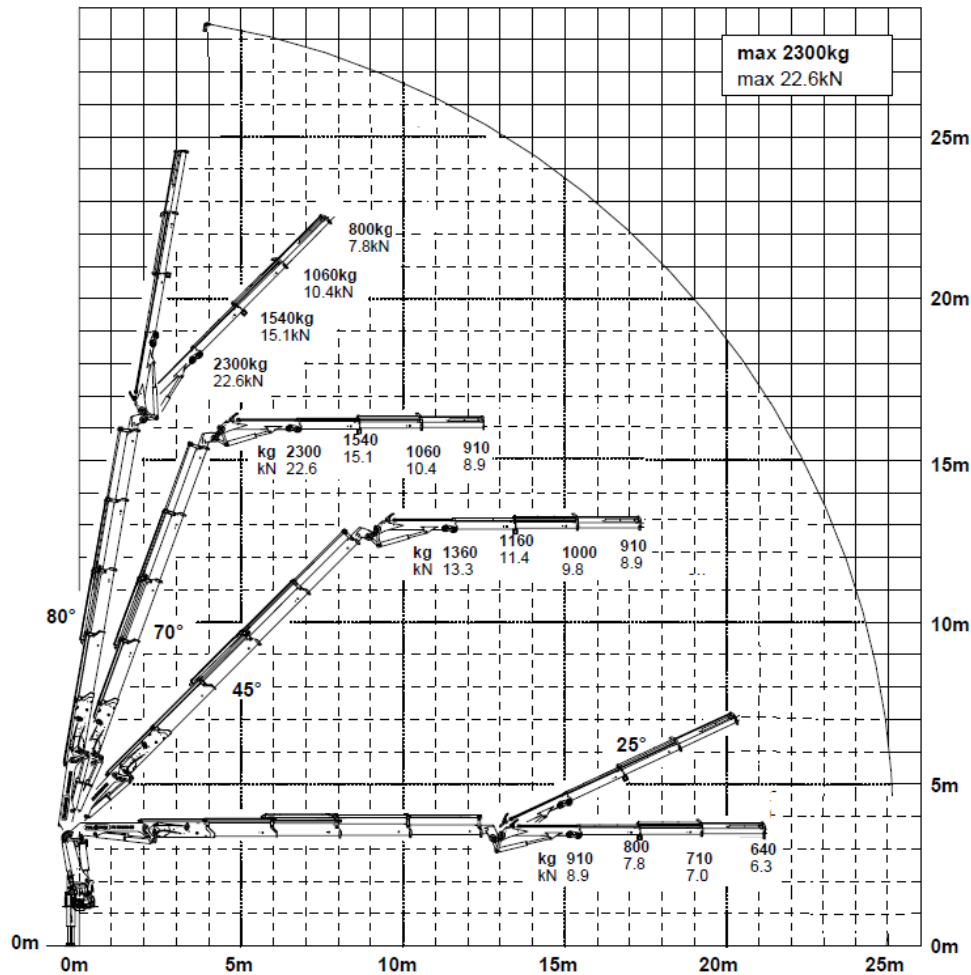 max 2300kg
max 22.6kN
25m
800kg
7.8kN
1060kg
10.4kN
20m
1540kg
15.1kN
2300kg
22.6kN
kg 2300 1540 1060 910
kN 22.6 15.1 10.4 8.9
15m
kg 1360 1160 1000 910
kN 13.3 11.4 9.8 8.9
80°
70°
10m
45°
25°
5m
kg 910 800 710 640
kN 8.9 7.8 7.0 6.3
0m
0m
0m
5m
10m
15m
20m
25m